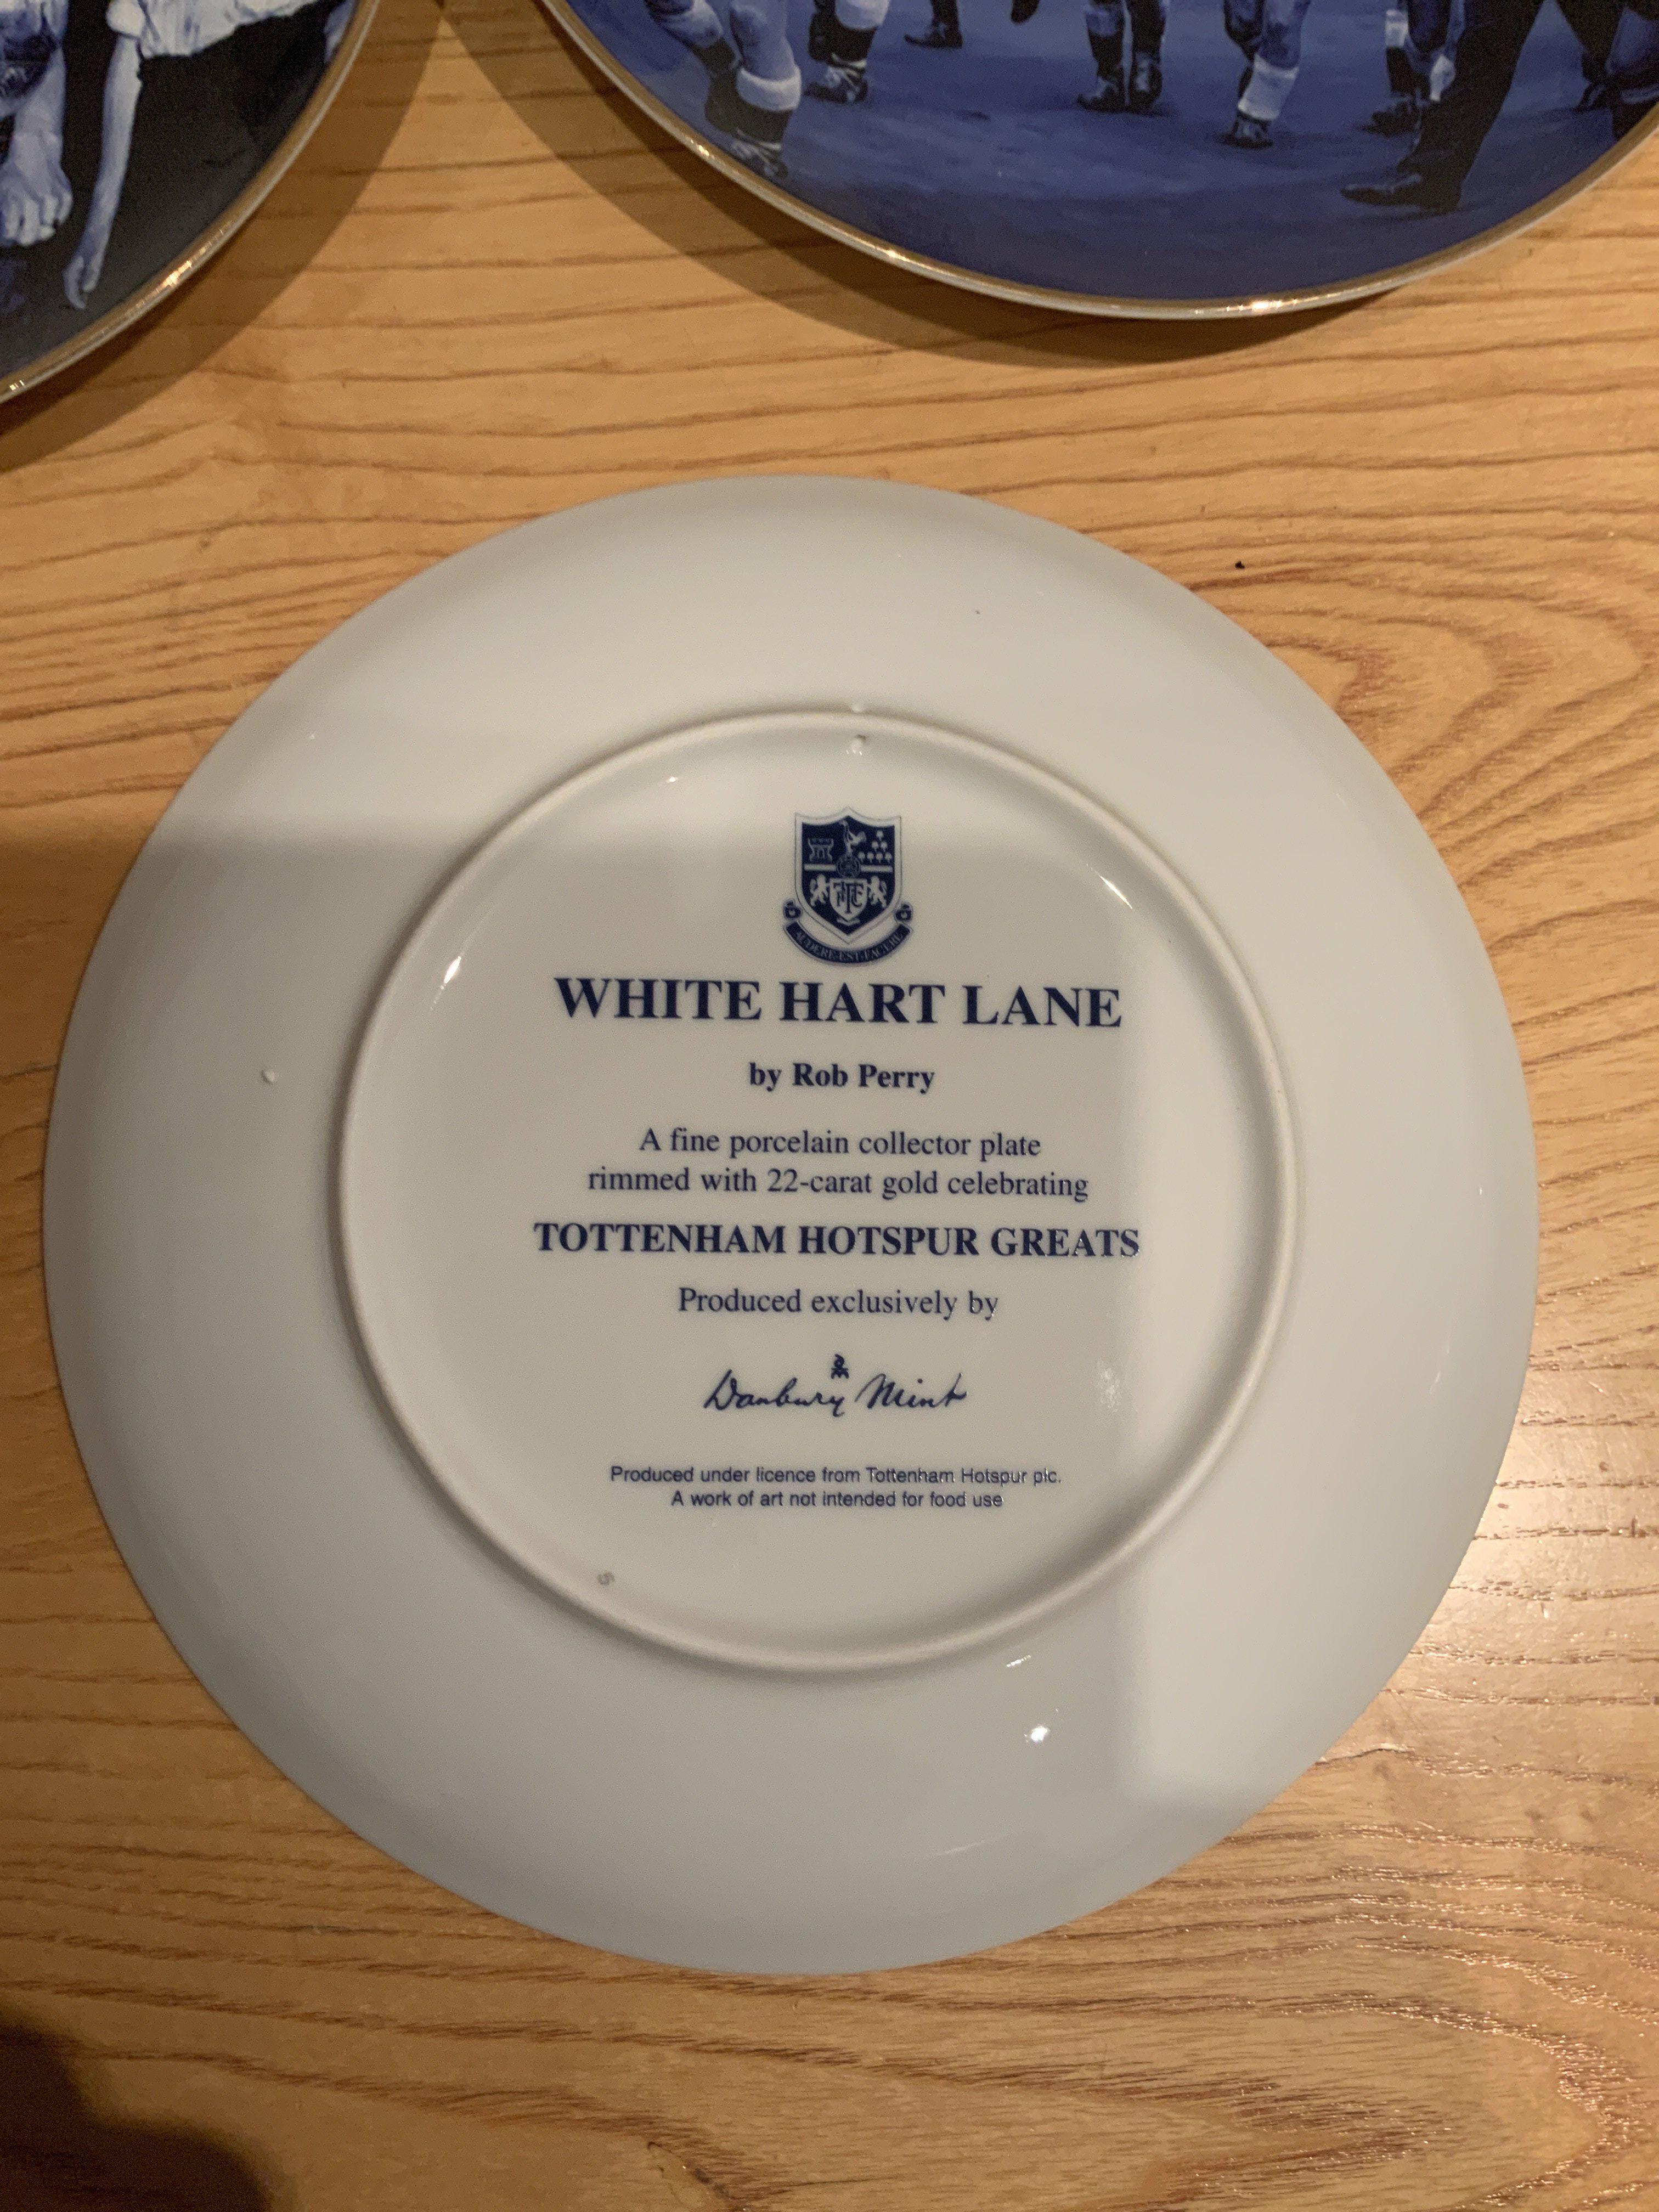 AUDERE·EST·FACERE
WHITE HART LANE
by Rob Perry
A fine porcelain collector plate
rimmed with 22-carat gold celebrating
TOTTENHAM HOTSPUR GREATS
Produced exclusively by
Danbury Mint
Produced under licence from Tottenham Hotspur plc.
A work of art not intended for food use
5